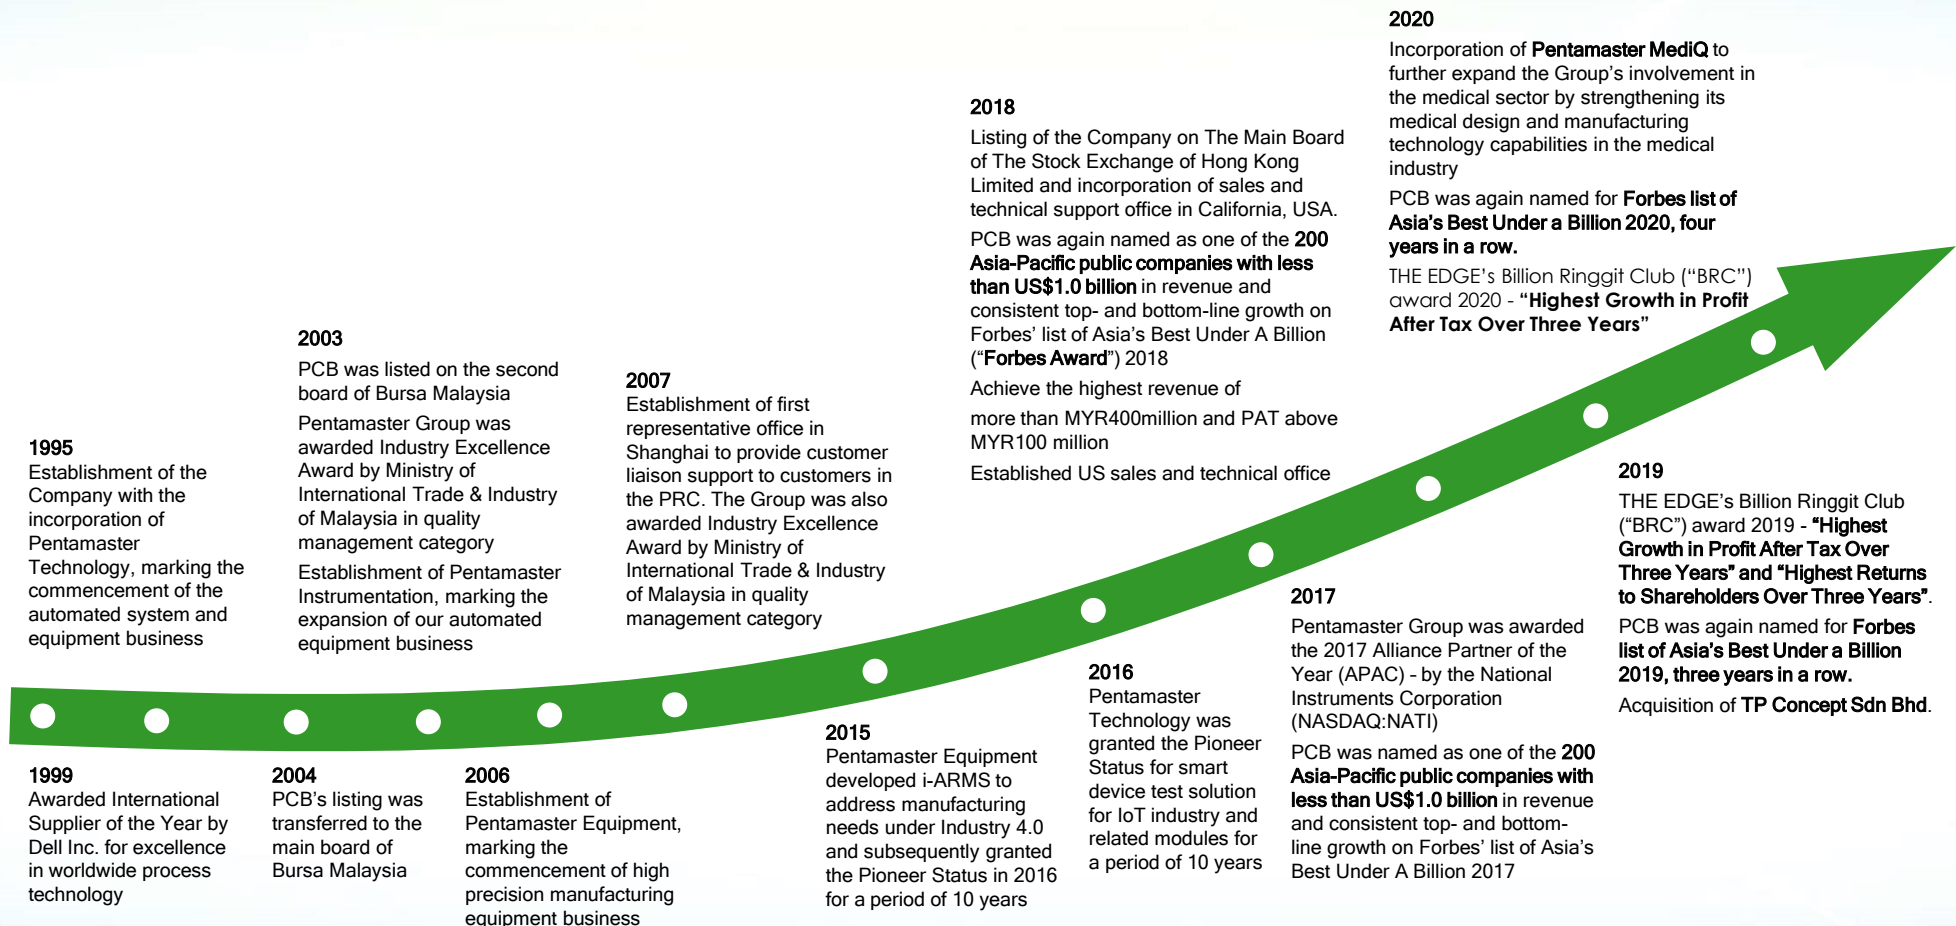 1995
Establishment of the
Company with the
incorporation of
Pentamaster
Technology, marking the
commencement of the
automated system and
equipment business
1999
Awarded International
Supplier of the Year by
Dell Inc. for excellence
in worldwide process
technology
2003
PCB was listed on the second
board of Bursa Malaysia
Pentamaster Group was
awarded Industry Excellence
Award by Ministry of
International Trade & Industry
of Malaysia in quality
management category
Establishment of Pentamaster
Instrumentation, marking the
expansion of our automated
equipment business
2004
PCB's listing was
transferred to the
main board of
Bursa Malaysia
2006
Establishment of
Pentamaster Equipment,
marking the
commencement of high
precision manufacturing
equipment business
2007
Establishment of first
representative office in
Shanghai to provide customer
liaison support to customers in
the PRC. The Group was also
awarded Industry Excellence
Award by Ministry of
International Trade & Industry
of Malaysia in quality
management category
2015
Pentamaster Equipment
developed i-ARMS to
address manufacturing
needs under Industry 4.0
and subsequently granted
the Pioneer Status in 2016
for a period of 10 years
2016
Pentamaster
Technology was
granted the Pioneer
Status for smart
device test solution
for IoT industry and
related modules for
a period of 10 years
2017
Pentamaster Group was awarded
the 2017 Alliance Partner of the
Year (APAC) - by the National
Instruments Corporation
(NASDAQ:NATI)
PCB was named as one of the 200
Asia-Pacific public companies with
less than US$1.0 billion in revenue
and consistent top- and bottom-
line growth on Forbes' list of Asia's
Best Under A Billion 2017
2018
Listing of the Company on The Main Board
of The Stock Exchange of Hong Kong
Limited and incorporation of sales and
technical support office in California, USA.
PCB was again named as one of the 200
Asia-Pacific public companies with less
than US$1.0 billion in revenue and
consistent top- and bottom-line growth on
Forbes' list of Asia's Best Under A Billion
("Forbes Award") 2018
Achieve the highest revenue of
more than MYR400million and PAT above
MYR100 million
Established US sales and technical office
2019
THE EDGE's Billion Ringgit Club
("BRC") award 2019 - "Highest
Growth in Profit After Tax Over
Three Years" and "Highest Returns
to Shareholders Over Three Years".
PCB was again named for Forbes
list of Asia's Best Under a Billion
2019, three years in a row.
Acquisition of TP Concept Sdn Bhd.
2020
Incorporation of Pentamaster MediQ to
further expand the Group's involvement in
the medical sector by strengthening its
medical design and manufacturing
technology capabilities in the medical
industry
PCB was again named for Forbes list of
Asia's Best Under a Billion 2020, four
years in a row.
THE EDGE's Billion Ringgit Club ("BRC")
award 2020 - "Highest Growth in Profit
After Tax Over Three Years"